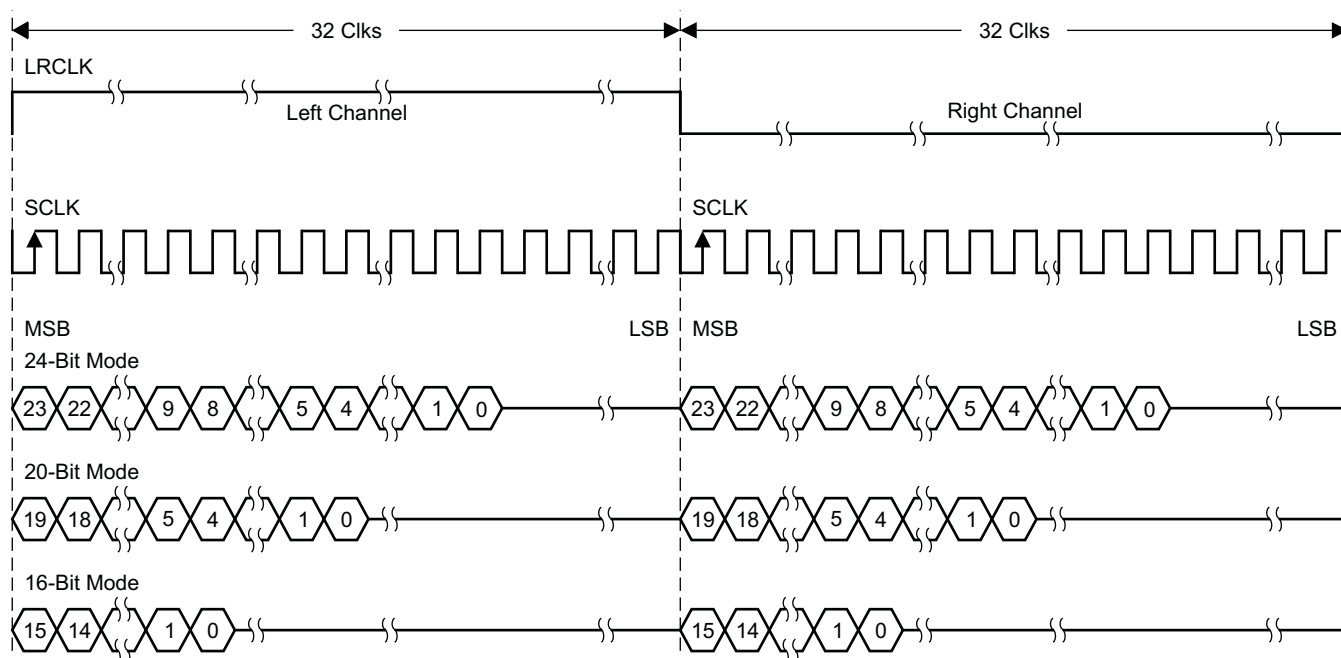 32 Clks 32 Clks
LRCLK
Left Channel Right Channel
SCLK SCLK
MSB LSB MSB LSB
24-Bit Mode
23 22 9 8 5 4 1 0 23 22 9 8 5 4 1 0
20-Bit Mode
19 18 5 4 1 0 19 18 5 4 1 0
16-Bit Mode
15 14 1 0 15 14 1 0